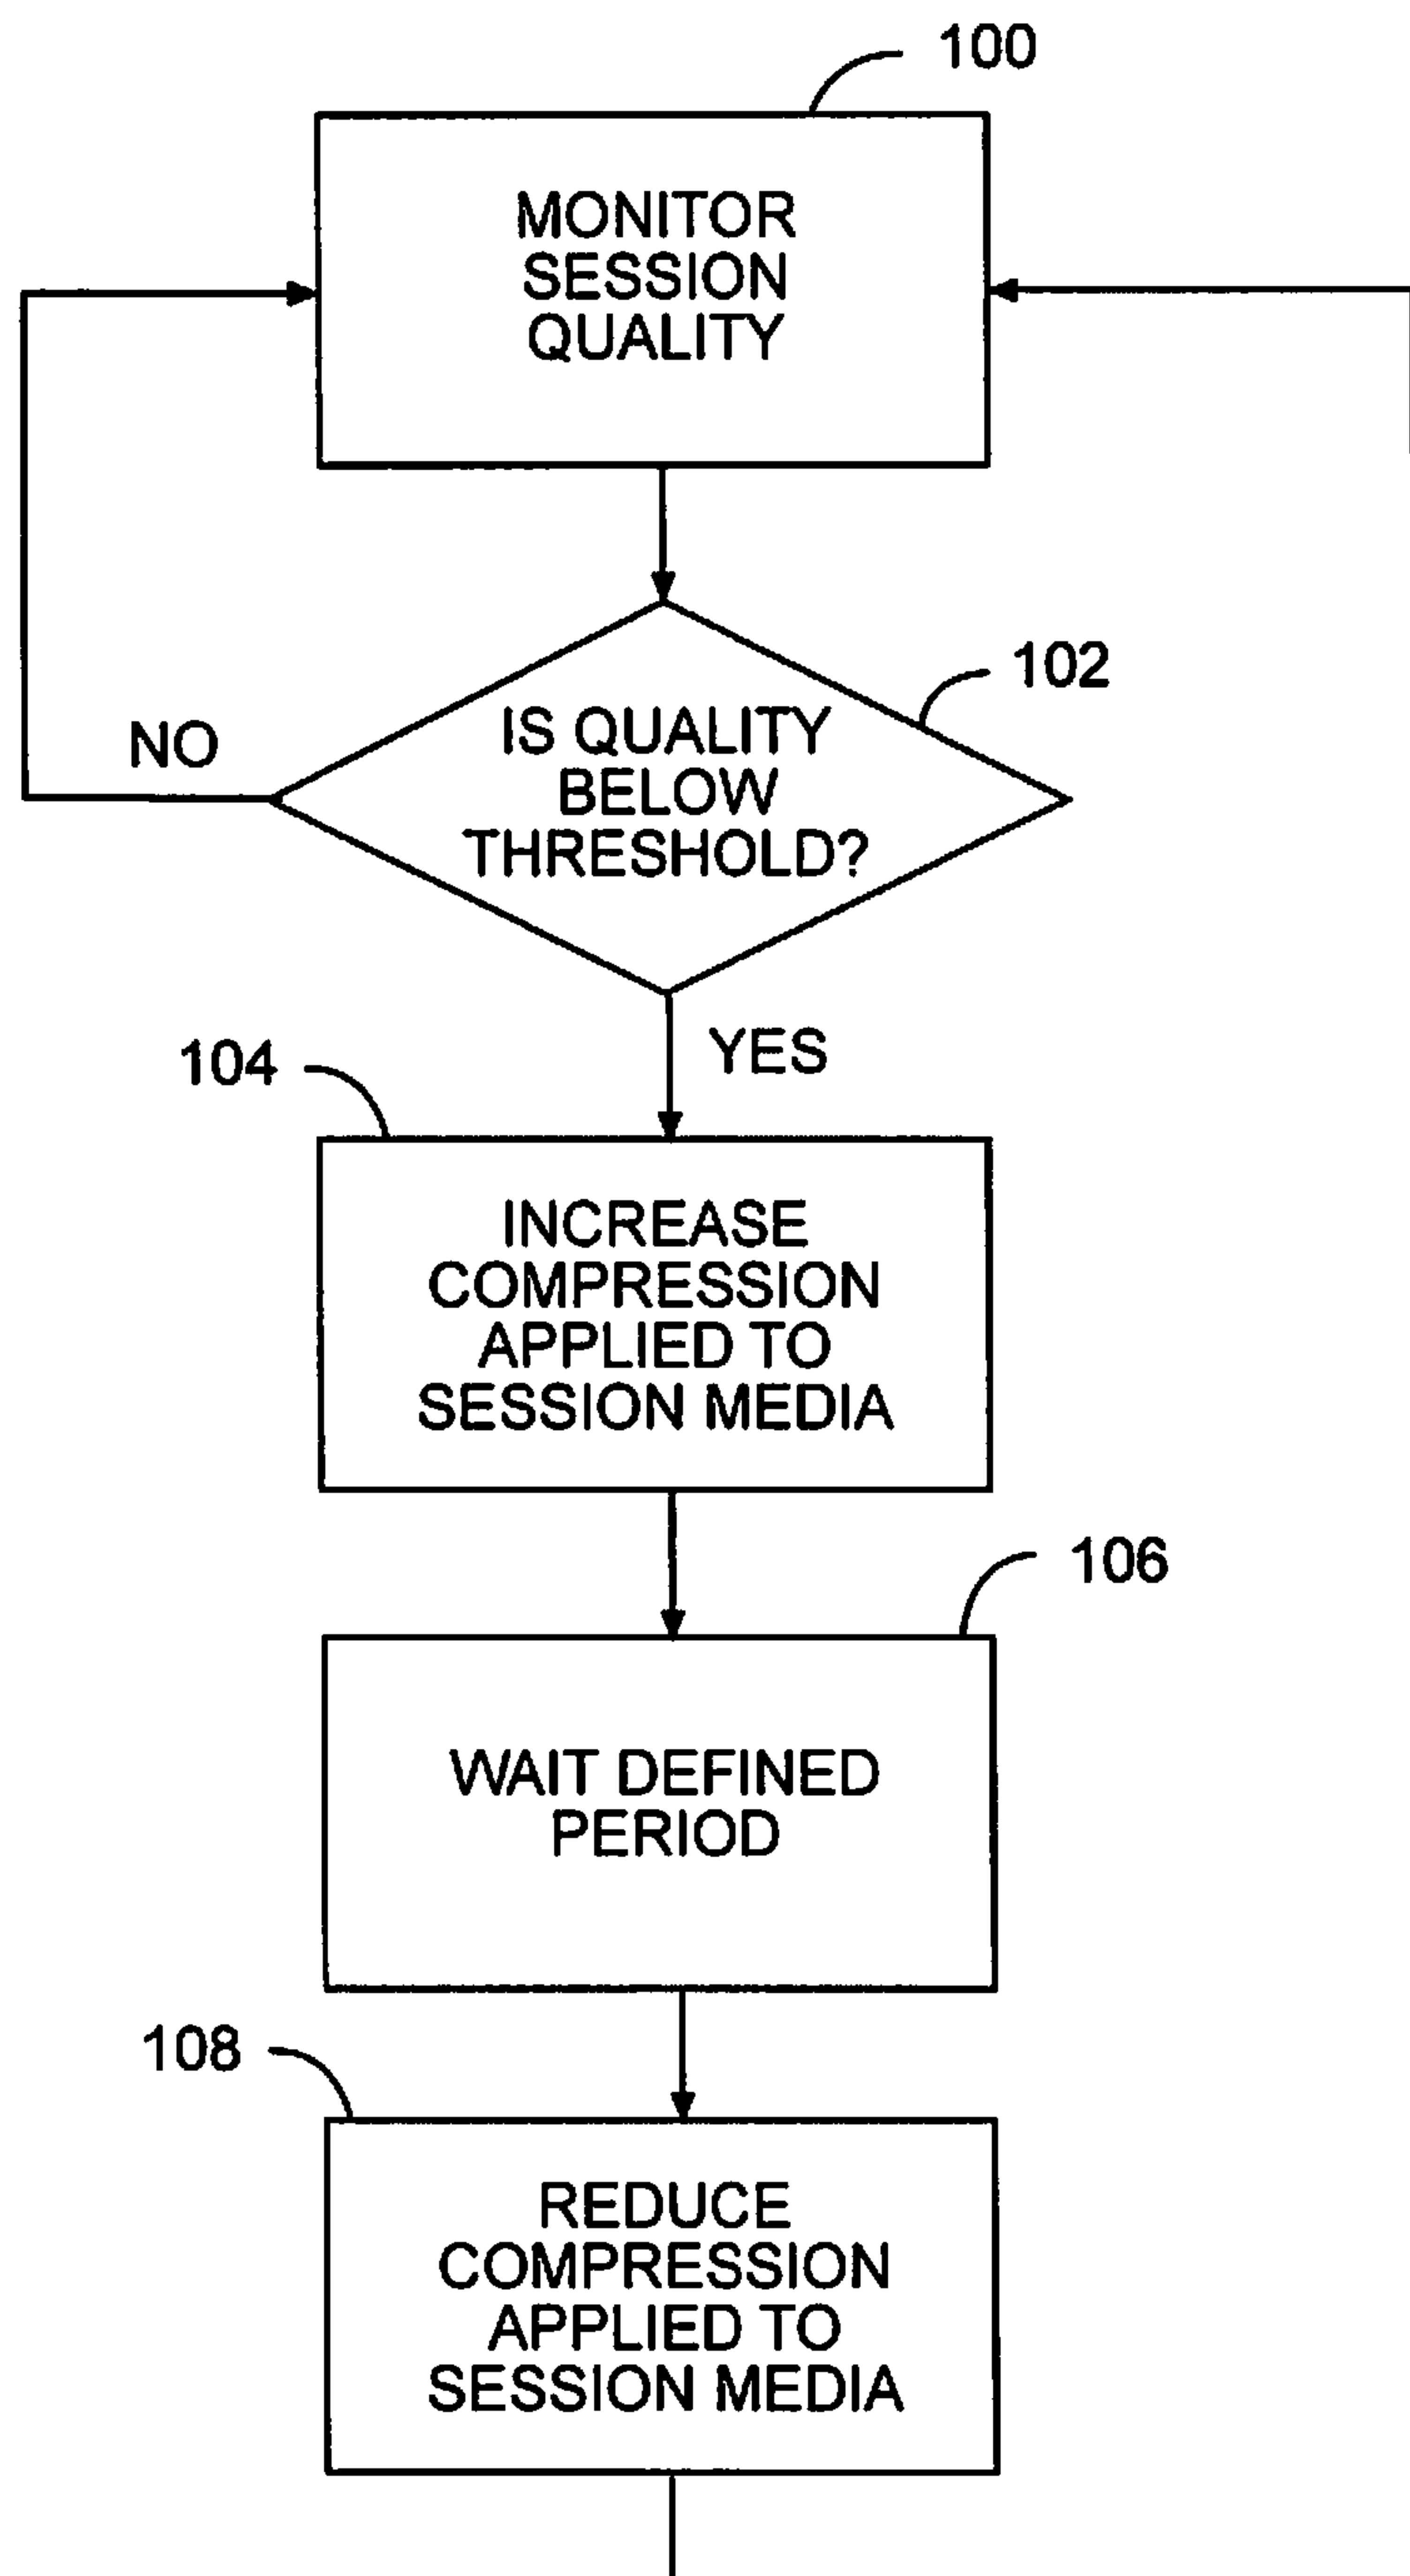 100
MONITOR
SESSION
QUALITY
102
IS QUALITY
BELOW
THRESHOLD?
NO
YES
104
INCREASE
COMPRESSION
APPLIED TO
SESSION MEDIA
106
WAIT DEFINED
PERIOD
108
REDUCE
COMPRESSION
APPLIED TO
SESSION MEDIA